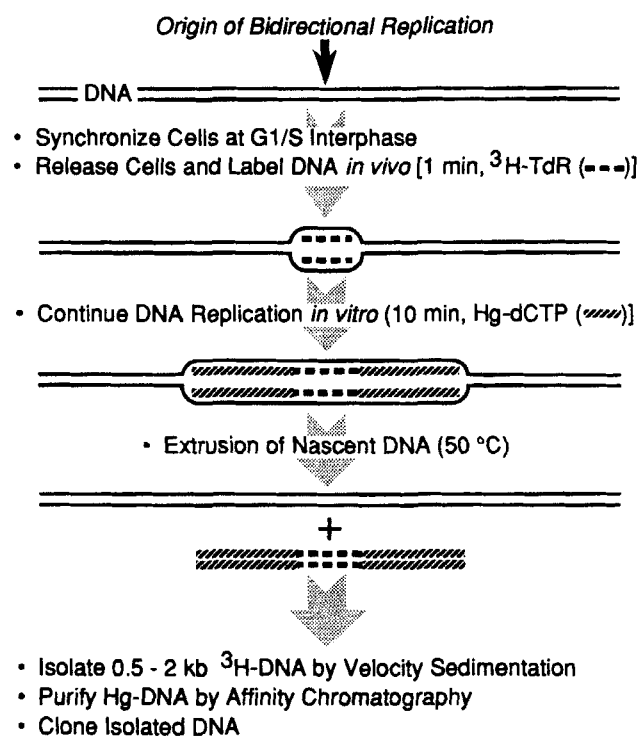 Origin of Bidirectional Replication
DNA
• Synchronize Cells at G1/S Interphase
• Release Cells and Label DNA in vivo [1 min, ³H-TdR (---)]
• Continue DNA Replication in vitro (10 min, Hg-dCTP (/////)]
• Extrusion of Nascent DNA (50 °C)
+
• Isolate 0.5 - 2 kb ³H-DNA by Velocity Sedimentation
• Purify Hg-DNA by Affinity Chromatography
• Clone Isolated DNA